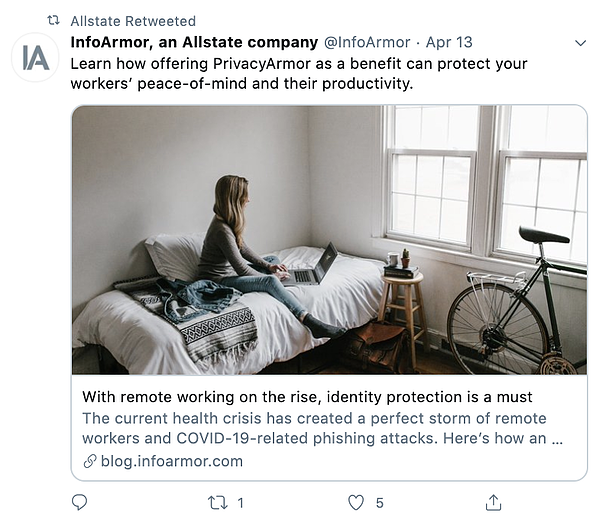 Allstate Retweeted
IA
InfoArmor, an Allstate company @InfoArmor · Apr 13
Learn how offering PrivacyArmor as a benefit can protect your
workers’ peace-of-mind and their productivity.
With remote working on the rise, identity protection is a must
The current health crisis has created a perfect storm of remote
workers and COVID-19-related phishing attacks. Here’s how an ...
blog.infoarmor.com
1
5